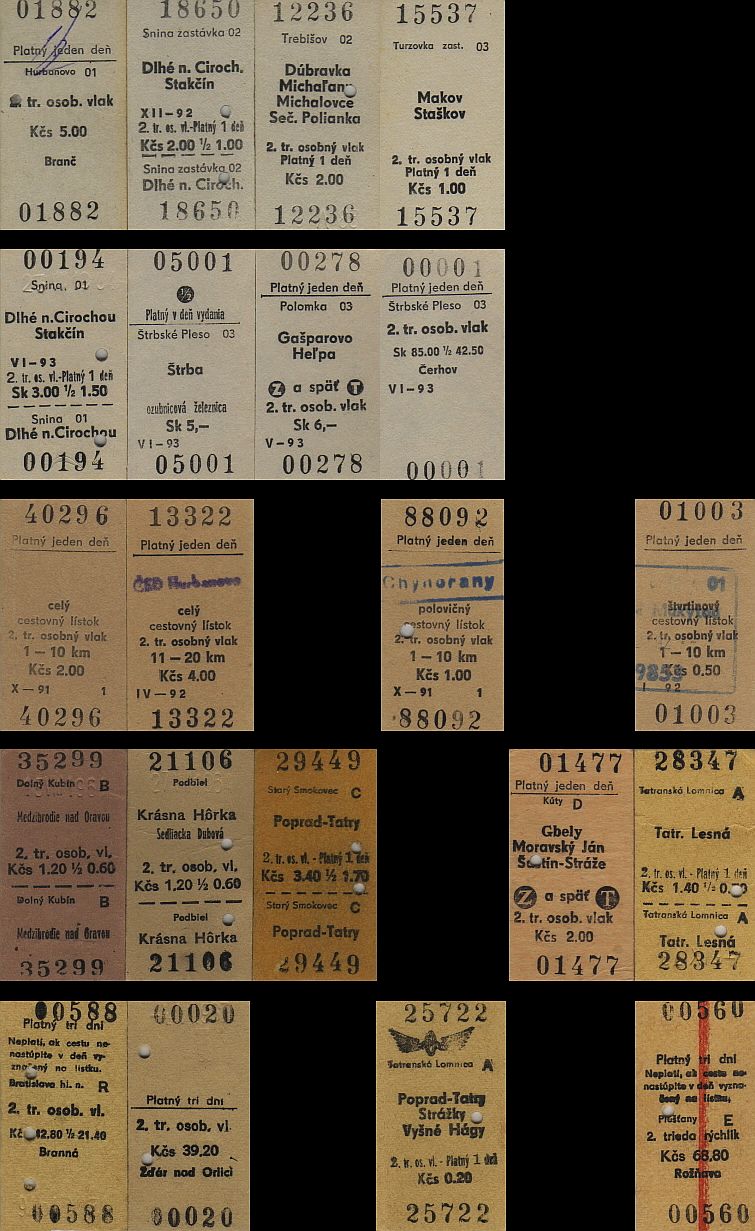 01882
Platný jeden deň
Hurbanovo 01
2. tr. osob. vlak
Kčs 5.00
Branč
01882
18650
Snina zastávka 02
Dlhé n. Ciroch.
Stakčín
XII-92
2. tr. os. vl.-Platný 1 deň
Kčs 2.00 ½ 1.00
Snina zastávka 02
Dlhé n. Ciroch.
18650
12236
Trebišov 02
Dúbravka
Michaľany
Michalovce
Seč. Polianka
2. tr. osobný vlak
Platný 1 deň
Kčs 2.00
12236
15537
Turzovka zast. 03
Makov
Staškov
2. tr. osobný vlak
Platný 1 deň
Kčs 1.00
15537
00194
Snina, 01
Dlhé n.Cirochou
Stakčín
VI-93
2. tr. os. vl.-Platný 1 deň
Sk 3.00 ½ 1.50
Snina 01
Dlhé n.Cirochou
00194
05001
½
Platný v deň vydania
Štrbské Pleso 03
Štrba
ozubnicová železnica
Sk 5,—
VI-93
05001
00278
Platný jeden deň
Polomka 03
Gašparovo
Heľpa
Z a späť T
2. tr. osob. vlak
Sk 6,—
V-93
00278
00001
Platný jeden deň
Štrbské Pleso 03
2. tr. osob. vlak
Sk 85.00 ½ 42.50
Čerhov
VI-93
00001
40296
Platný jeden deň
celý
cestovný lístok
2. tr. osobný vlak
1 — 10 km
Kčs 2.00
X-91 1
40296
13322
Platný jeden deň
ČSD Hurbanovo
celý
cestovný lístok
2. tr. osobný vlak
11 — 20 km
Kčs 4.00
IV-92
13322
88092
Platný jeden deň
Chynorany
polovičný
cestovný lístok
2. tr. osobný vlak
1 — 10 km
Kčs 1.00
X-91 1
88092
01003
Platný jeden deň
01
štvrtinový
cestovný lístok
2. tr. osobný vlak
1 — 10 km
Kčs 0.50
9855
01003
35299
Dolný Kubín B
Medzibrodie nad Oravou
2. tr. osob. vl.
Kčs 1.20 ½ 0.60
Dolný Kubín B
Medzibrodie nad Oravou
35299
21106
Podbiel
Krásna Hôrka
Sedliacka Dubová
2. tr. osob. vl.
Kčs 1,20 ½ 0.60
Podbiel
Krásna Hôrka
21106
29449
Starý Smokovec C
Poprad-Tatry
2. tr. os. vl. - Platný 1 deň
Kčs 3.40 ½ 1.70
Starý Smokovec C
Poprad-Tatry
29449
01477
Platný jeden deň
Kúty D
Gbely
Moravský Ján
Šaštín-Stráže
Z a späť T
2. tr. osob. vlak
Kčs 2.00
01477
28347
Tatranská Lomnica A
Tatr. Lesná
2. tr. os. vl. - Platný 1 deň
Kčs 1.40 ½
Tatranská Lomnica A
Tatr. Lesná
28347
00588
Platný tri dni
Neplatí, ak cestu ne-
nastúpite v deň vy-
značený na lístku.
Bratislava hl. n. R
2. tr. osob. vl.
42.80 ½ 21.40
Branná
00588
00020
Platný tri dni
2. tr. osob. vl.
Kčs 39,20
Žďár nad Orlicí
00020
25722
Tatranská Lomnica A
Poprad-Tatry
Strážky
Vyšné Hágy
2. tr. os. vl. - Platný 1 deň
Kčs 0.20
25722
00560
Platný tri dni
Neplatí, ak cestu ne-
nastúpite v deň vyzna-
čený na lístku.
Piešťany E
2. trieda rýchlik
Kčs 68,80
Rožňava
00560